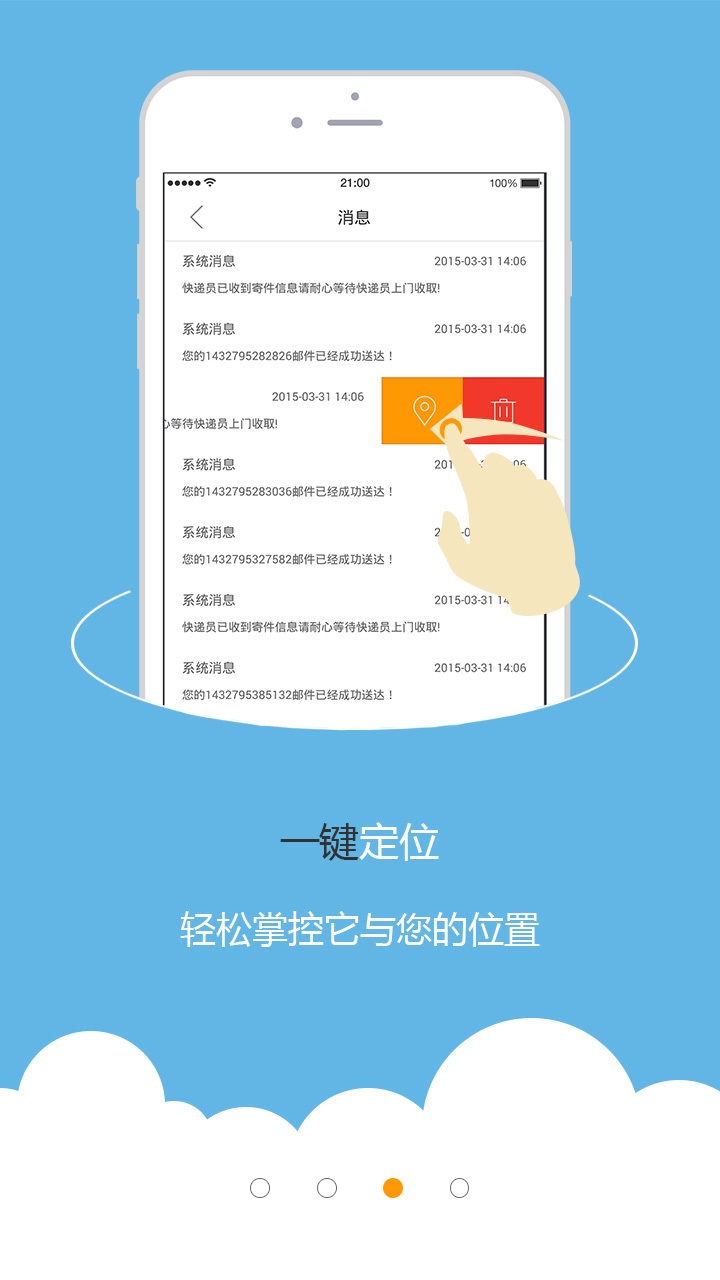 21:00
100%
消息
系统消息 2015-03-31 14:06
快递员已收到寄件信息请耐心等待快递员上门收取!
系统消息 2015-03-31 14:06
您的1432795282826邮件已经成功送达！
2015-03-31 14:06
等待快递员上门收取!
系统消息
您的1432795283036邮件已经成功送达！
系统消息
您的1432795327582邮件已经成功送达！
系统消息 2015-03-31
快递员已收到寄件信息请耐心等待快递员上门收取!
系统消息 2015-03-31 14:06
您的1432795385132邮件已经成功送达！
一键定位
轻松掌控它与您的位置